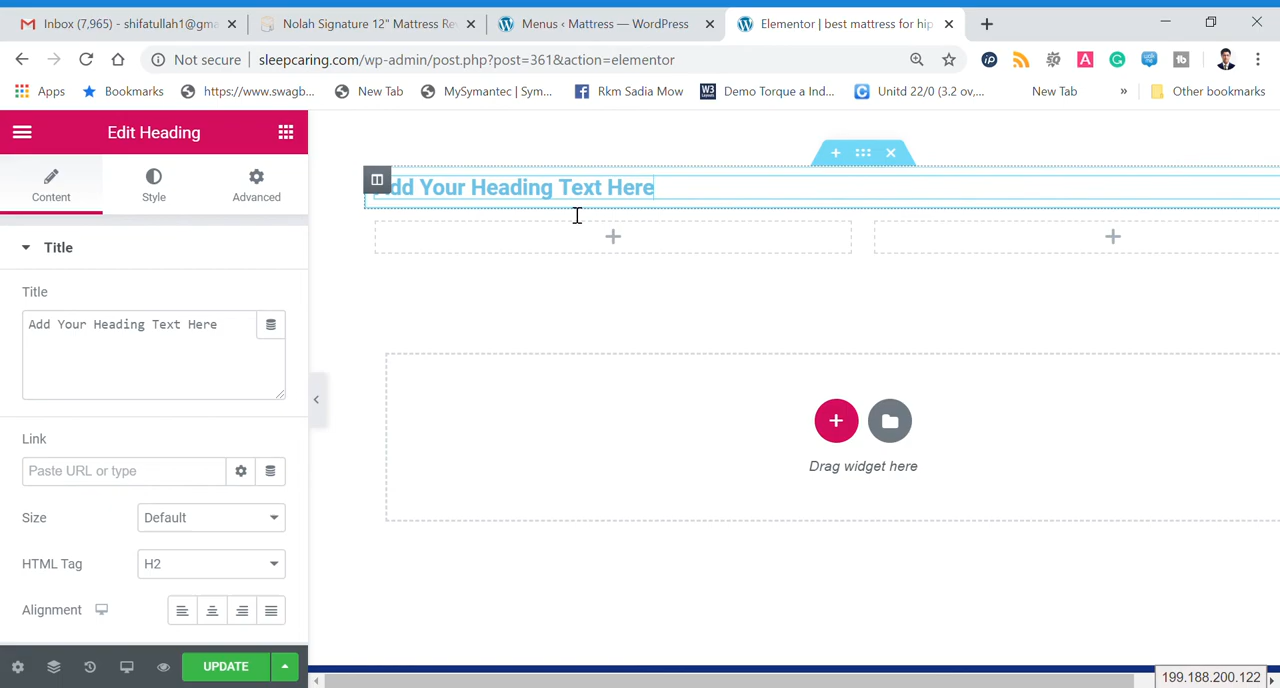 Inbox (7,965) - shifatullah1@gma
Nolah Signature 12" Mattress Re
Menus ‹ Mattress — WordPress
Elementor | best mattress for hip
Not secure
sleepcaring.com/wp-admin/post.php?post=361&action=elementor
Apps
Bookmarks
https://www.swagb...
New Tab
MySymantec | Sym...
Rkm Sadia Mow
Demo Torque a Ind...
Unitd 22/0 (3.2 ov,...
New Tab
»
Other bookmarks
Edit Heading
Content
Style
Advanced
Title
Title
Add Your Heading Text Here
Link
Paste URL or type
Size
Default
HTML Tag
H2
Alignment
UPDATE
dd Your Heading Text Here
Drag widget here
199.188.200.122